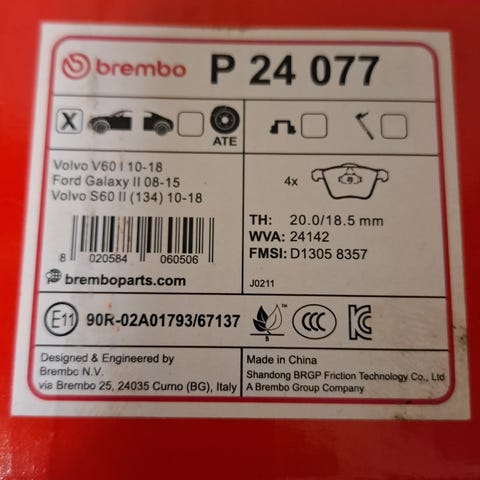 brembo P 24 077
X
ATE
Volvo V60 I 10-18
Ford Galaxy II 08-15
Volvo S60 II (134) 10-18
4x
TH: 20.0/18.5 mm
WVA: 24142
FMSI: D1305 8357
8 020584 060506
bremboparts.com
J0211
E11 90R-02A01793/67137
B
CCC
Designed & Engineered by
Brembo N.V.
via Brembo 25, 24035 Curno (BG), Italy
Made in China
Shandong BRGP Friction Technology Co., Ltd
A Brembo Group Company